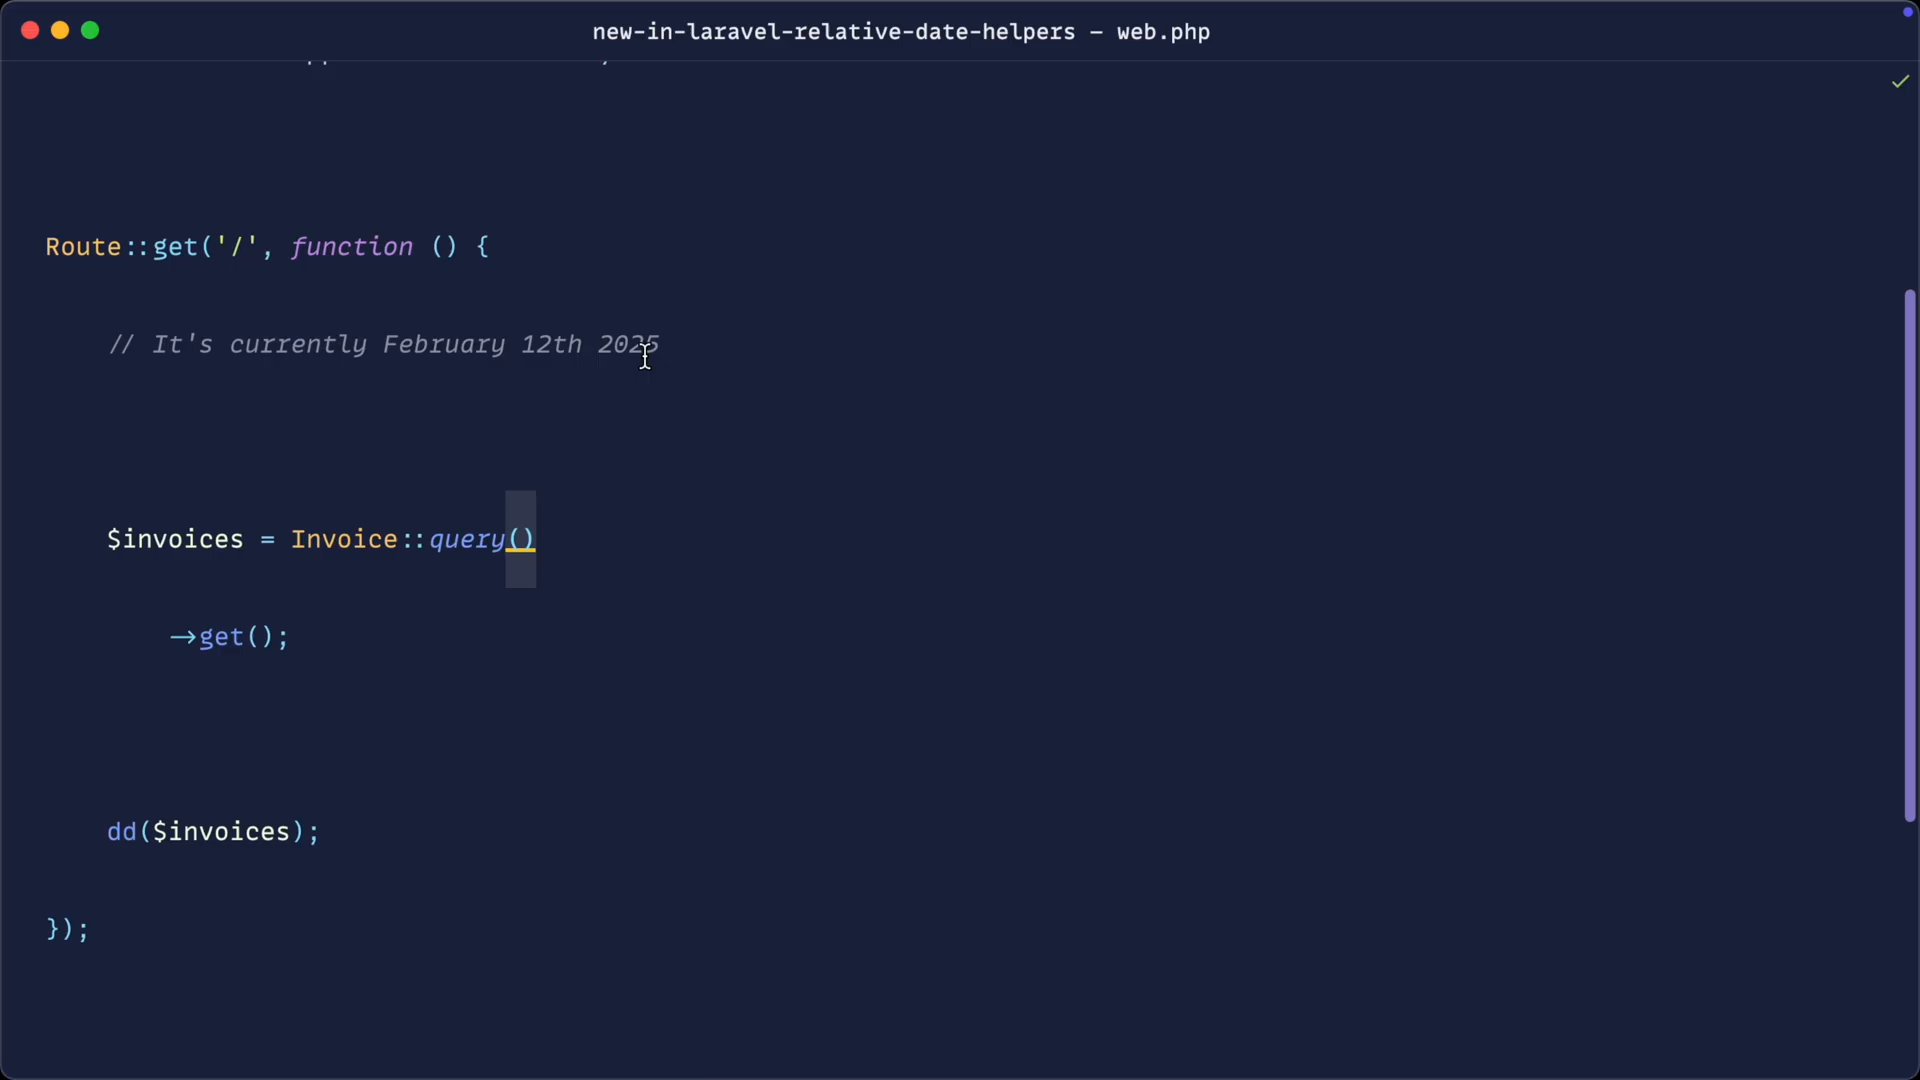 new-in-laravel-relative-date-helpers – web.php
Route::get('/', function () {
// It's currently February 12th 2025
$invoices = Invoice::query()
->get();
dd($invoices);
});